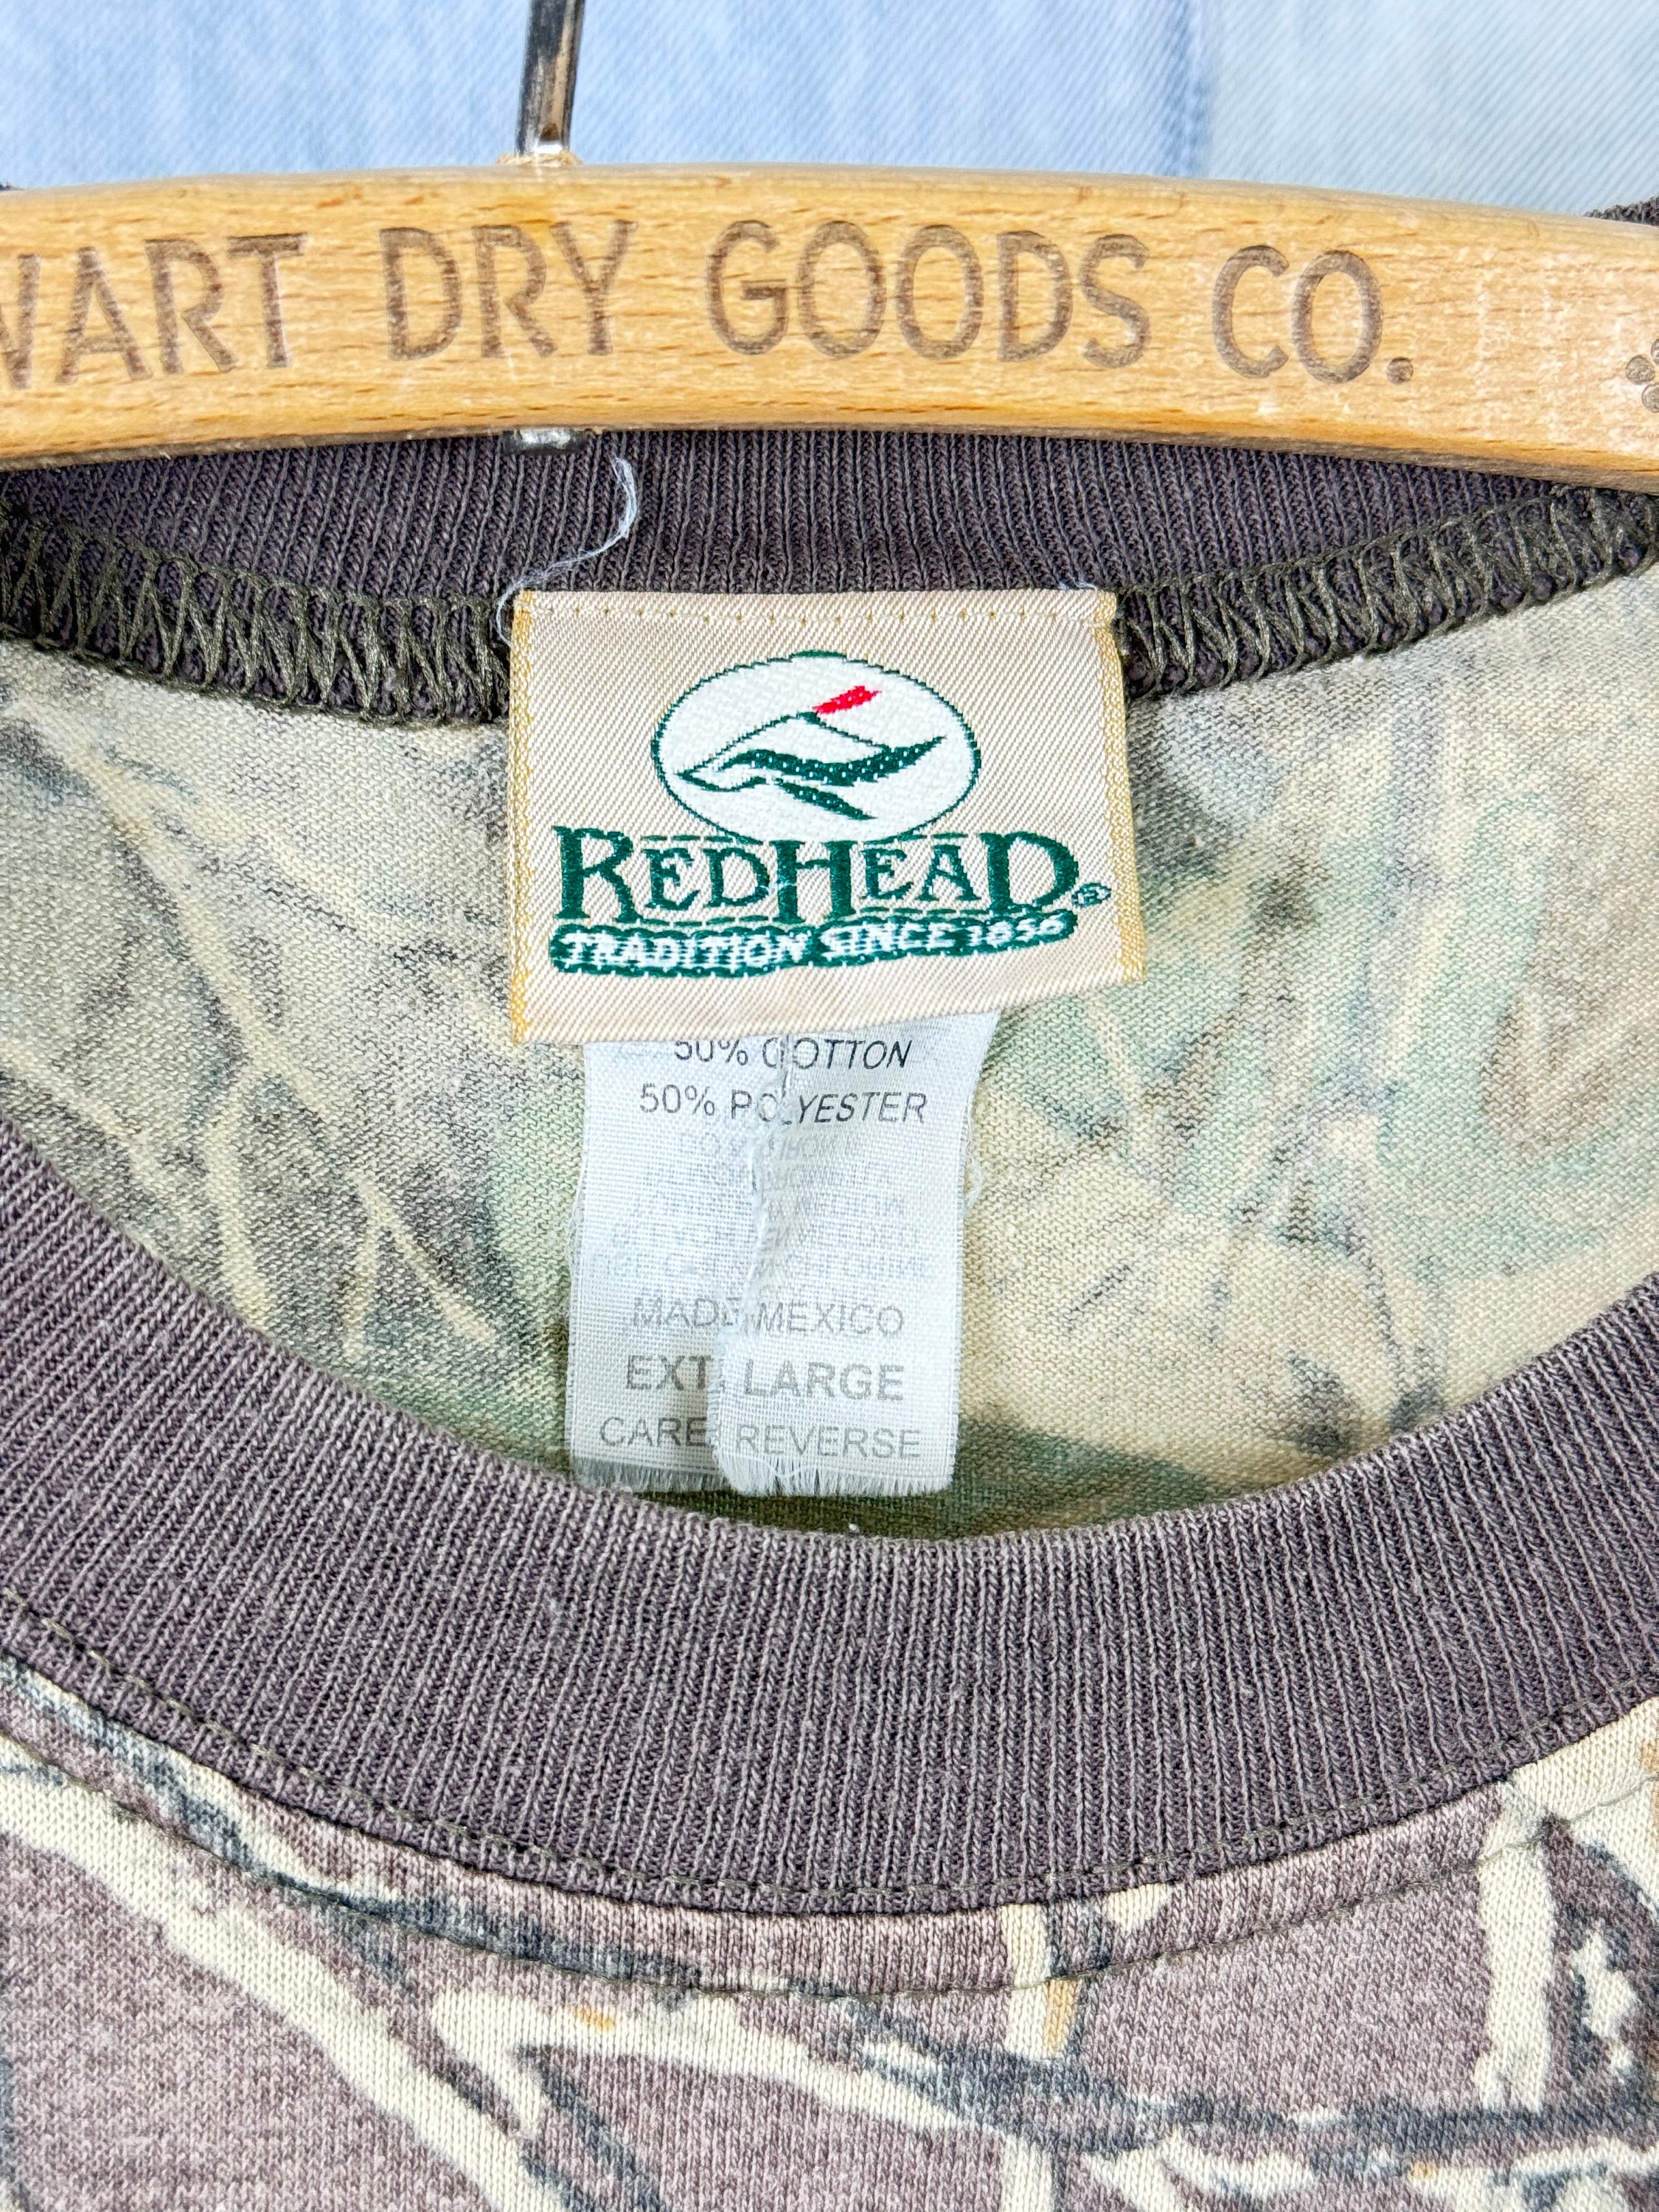 WART DRY GOODS CO.
REDHEAD®
TRADITION SINCE 1856
50% COTTON
50% POLYESTER
MADE MEXICO
EXT LARGE
CARE REVERSE